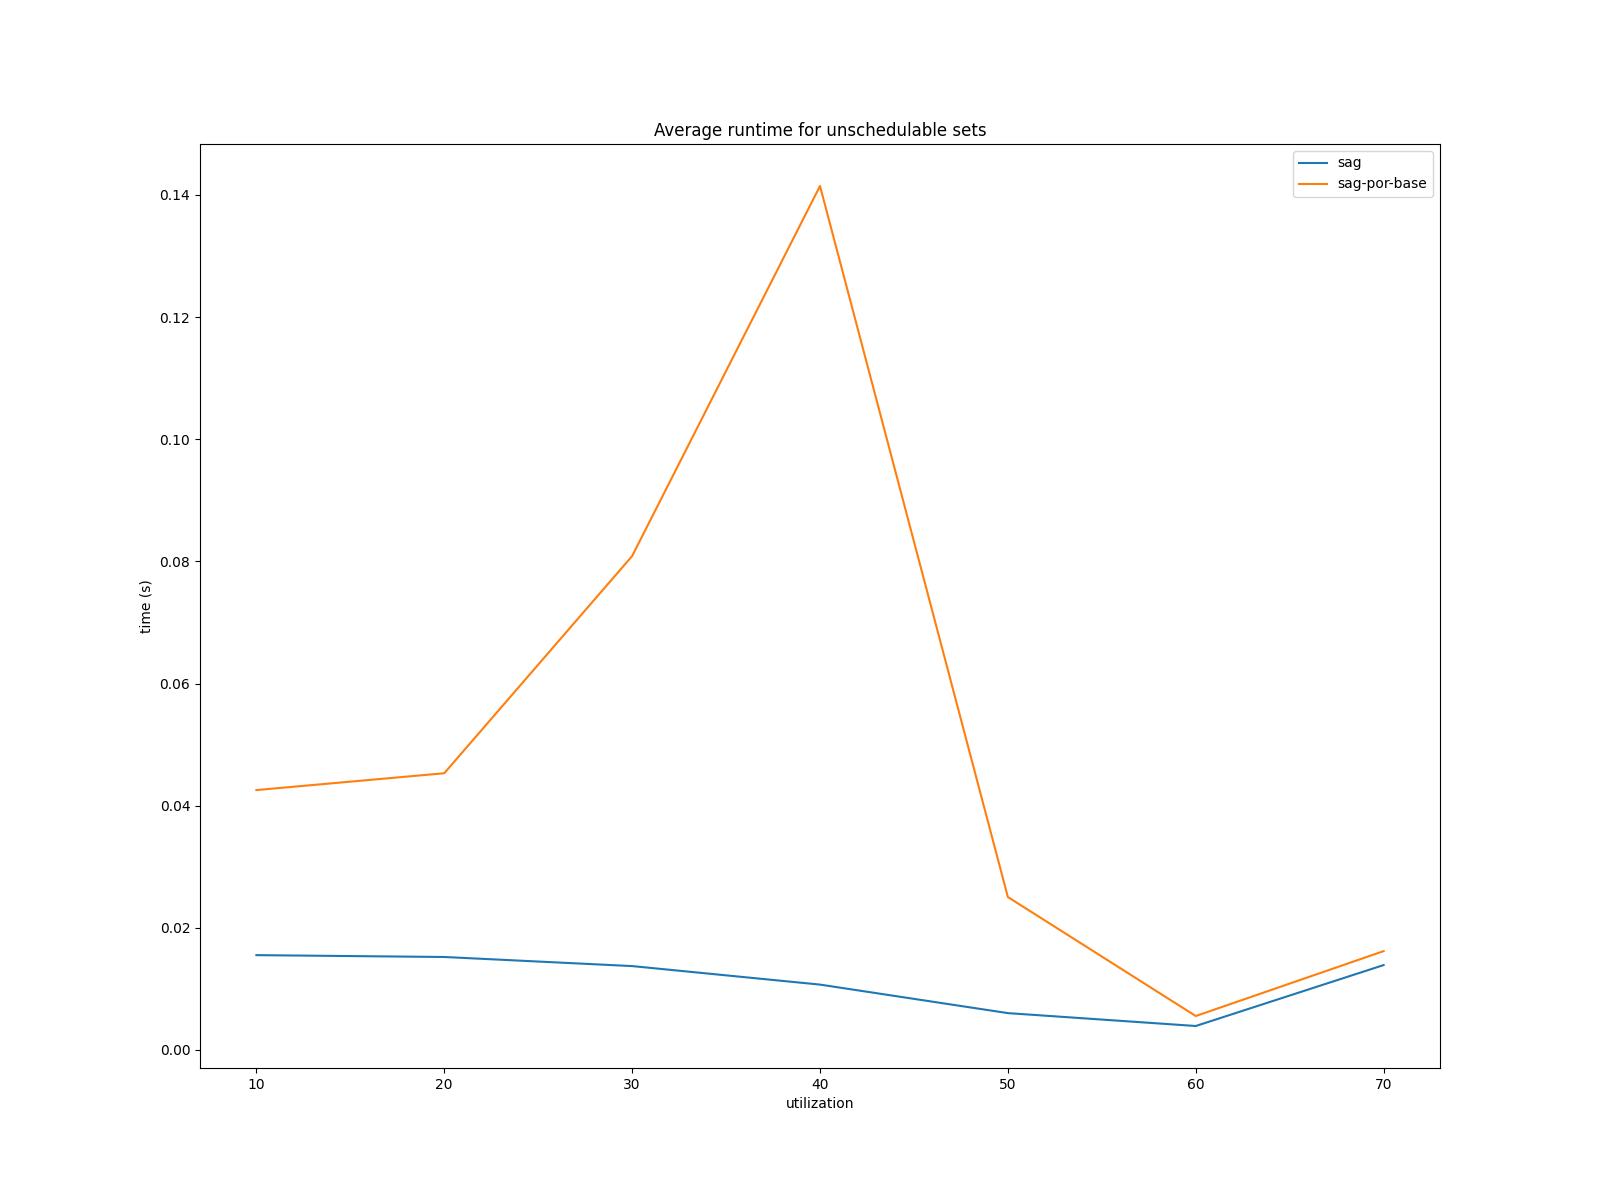 Average runtime for unschedulable sets
sag
sag-por-base
0.14
0.12
0.10
0.08
0.06
0.04
0.02
0.00
time (s)
10 20 30 40 50 60 70
utilization